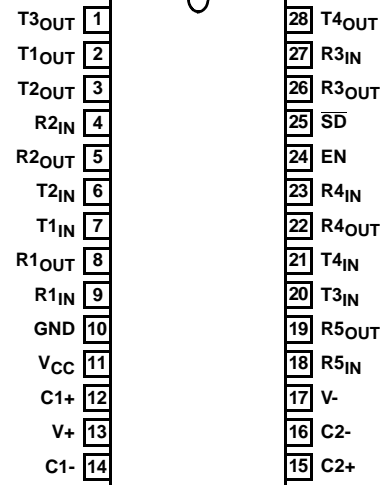 T3OUT 1 28 T4OUT
T1OUT 2 27 R3IN
T2OUT 3 26 R3OUT
R2IN 4 25 S̅D̅
R2OUT 5 24 EN
T2IN 6 23 R4IN
T1IN 7 22 R4OUT
R1OUT 8 21 T4IN
R1IN 9 20 T3IN
GND 10 19 R5OUT
VCC 11 18 R5IN
C1+ 12 17 V-
V+ 13 16 C2-
C1- 14 15 C2+